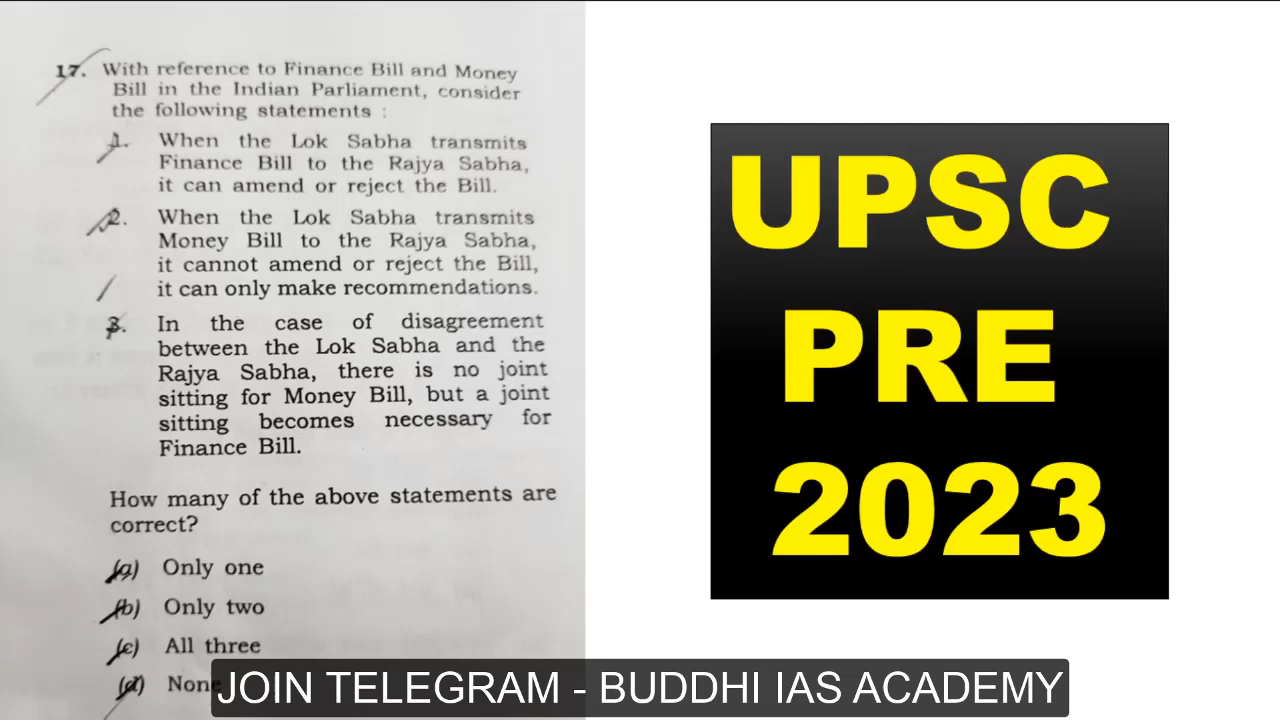 17. With reference to Finance Bill and Money
Bill in the Indian Parliament, consider
the following statements :
1. When the Lok Sabha transmits
Finance Bill to the Rajya Sabha,
it can amend or reject the Bill.
2. When the Lok Sabha transmits
Money Bill to the Rajya Sabha,
it cannot amend or reject the Bill,
it can only make recommendations.
3. In the case of disagreement
between the Lok Sabha and the
Rajya Sabha, there is no joint
sitting for Money Bill, but a joint
sitting becomes necessary for
Finance Bill.
How many of the above statements are
correct?
(a) Only one
(b) Only two
(c) All three
(d) None
UPSC
PRE
2023
JOIN TELEGRAM - BUDDHI IAS ACADEMY